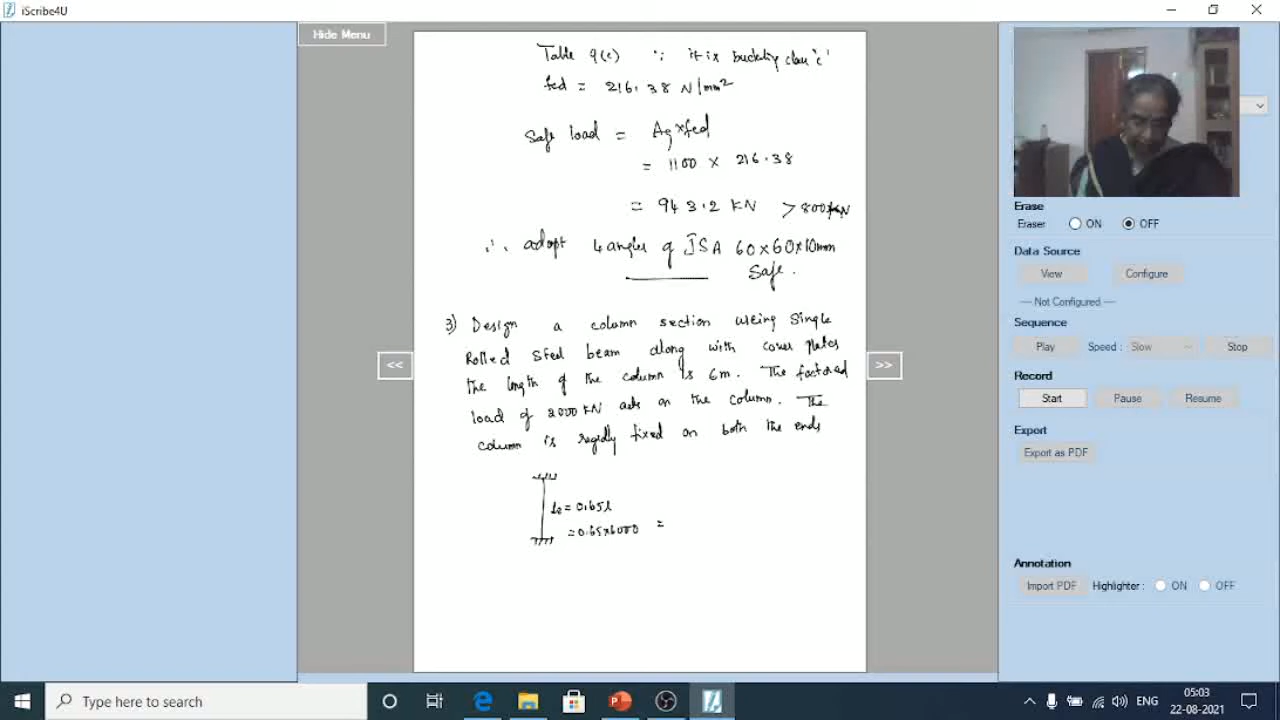 iScribe4U
Hide Menu
Table 9(c) ∵ it is buckling class 'c'
fcd = 216.38 N/mm²
Safe load = Ag×fcd
= 1100 × 216.38
= 943.2 KN > 800KN
∴ adopt 4 angles of ISA 60×60×10mm
Safe.
3) Design a column section using Single
Rolled Steel beam along with cover plates
the length of the column is 6m. The factored
load of 2000 KN acts on the column. The
column is regidly fixed on both the ends
le = 0.65l
= 0.65×6000 =
<<
>>
Erase
Eraser ON OFF
Data Source
View Configure
--- Not Configured ---
Sequence
Play Speed : Slow Stop
Record
Start Pause Resume
Export
Export as PDF
Annotation
Import PDF Highlighter : ON OFF
Type here to search
ENG
05:03
22-08-2021